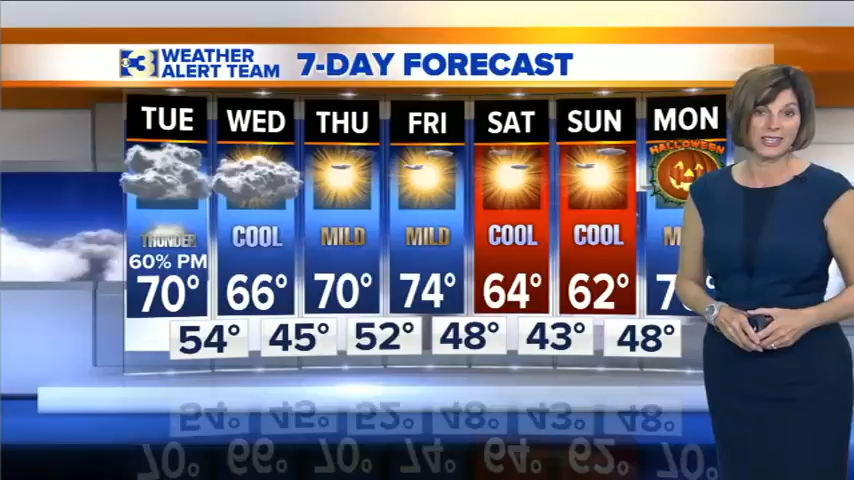 3 WEATHER
ALERT TEAM
7-DAY FORECAST
TUE WED THU FRI SAT SUN MON
HALLOWEEN
THUNDER COOL MILD MILD COOL COOL
60% PM
70° 66° 70° 74° 64° 62°
54° 45° 52° 48° 43° 48°